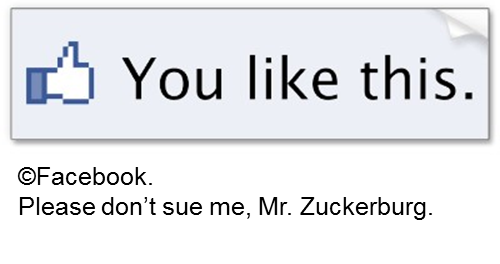 You like this.
©Facebook.
Please don’t sue me, Mr. Zuckerburg.